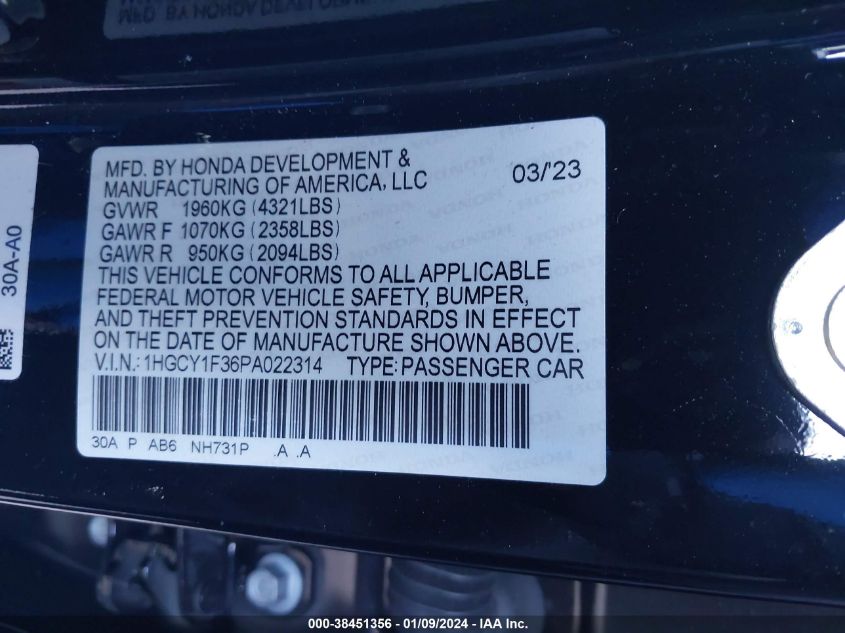 MFD. BY HONDA DEVELOPMENT &
MANUFACTURING OF AMERICA, LLC 03/'23
GVWR 1960KG (4321LBS)
GAWR F 1070KG (2358LBS)
GAWR R 950KG (2094LBS)
THIS VEHICLE CONFORMS TO ALL APPLICABLE
FEDERAL MOTOR VEHICLE SAFETY, BUMPER,
AND THEFT PREVENTION STANDARDS IN EFFECT
ON THE DATE OF MANUFACTURE SHOWN ABOVE.
V.I.N.: 1HGCY1F36PA022314 TYPE: PASSENGER CAR
30A P AB6 NH731P .A .A
30A-A0
000-38451356 - 01/09/2024 - IAA Inc.